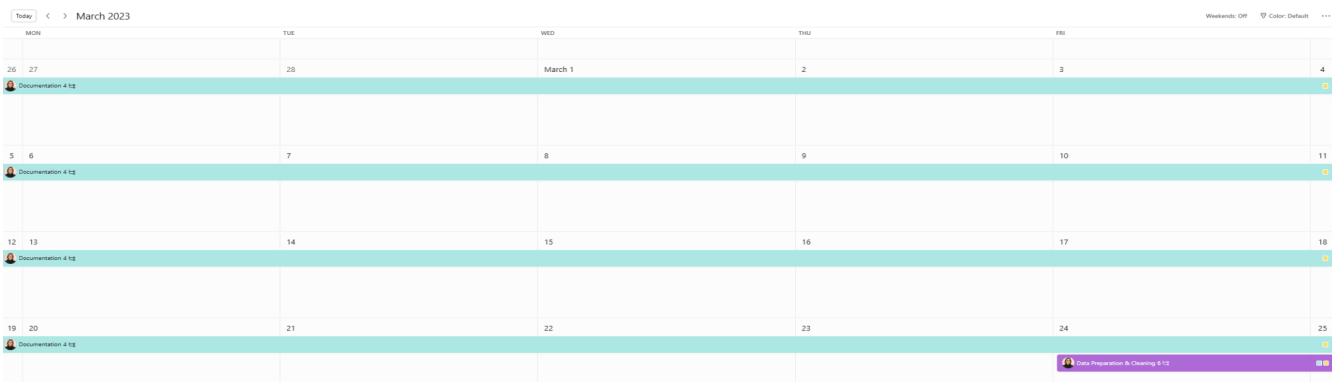 Today < > March 2023 Weekends: Off Color: Default ...
MON TUE WED THU FRI
26 27 28 March 1 2 3 4
Documentation 4
5 6 7 8 9 10 11
Documentation 4
12 13 14 15 16 17 18
Documentation 4
19 20 21 22 23 24 25
Documentation 4
Data Preparation & Cleaning 6